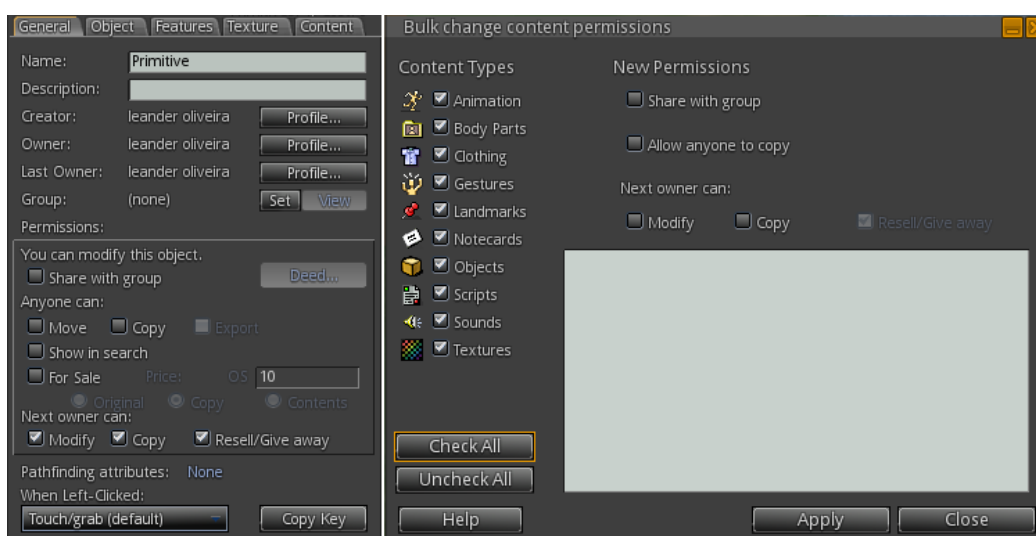 General Object Features Texture Content
Name: Primitive
Description:
Creator: leander oliveira Profile...
Owner: leander oliveira Profile...
Last Owner: leander oliveira Profile...
Group: (none) Set View
Permissions:
You can modify this object.
Share with group Deed...
Anyone can:
Move Copy Export
Show in search
For Sale Price: OS 10
Original Copy Contents
Next owner can:
Modify Copy Resell/Give away
Pathfinding attributes: None
When Left-Clicked:
Touch/grab (default) Copy Key
Bulk change content permissions
Content Types
Animation
Body Parts
Clothing
Gestures
Landmarks
Notecards
Objects
Scripts
Sounds
Textures
Check All
Uncheck All
Help
New Permissions
Share with group
Allow anyone to copy
Next owner can:
Modify Copy Resell/Give away
Apply Close